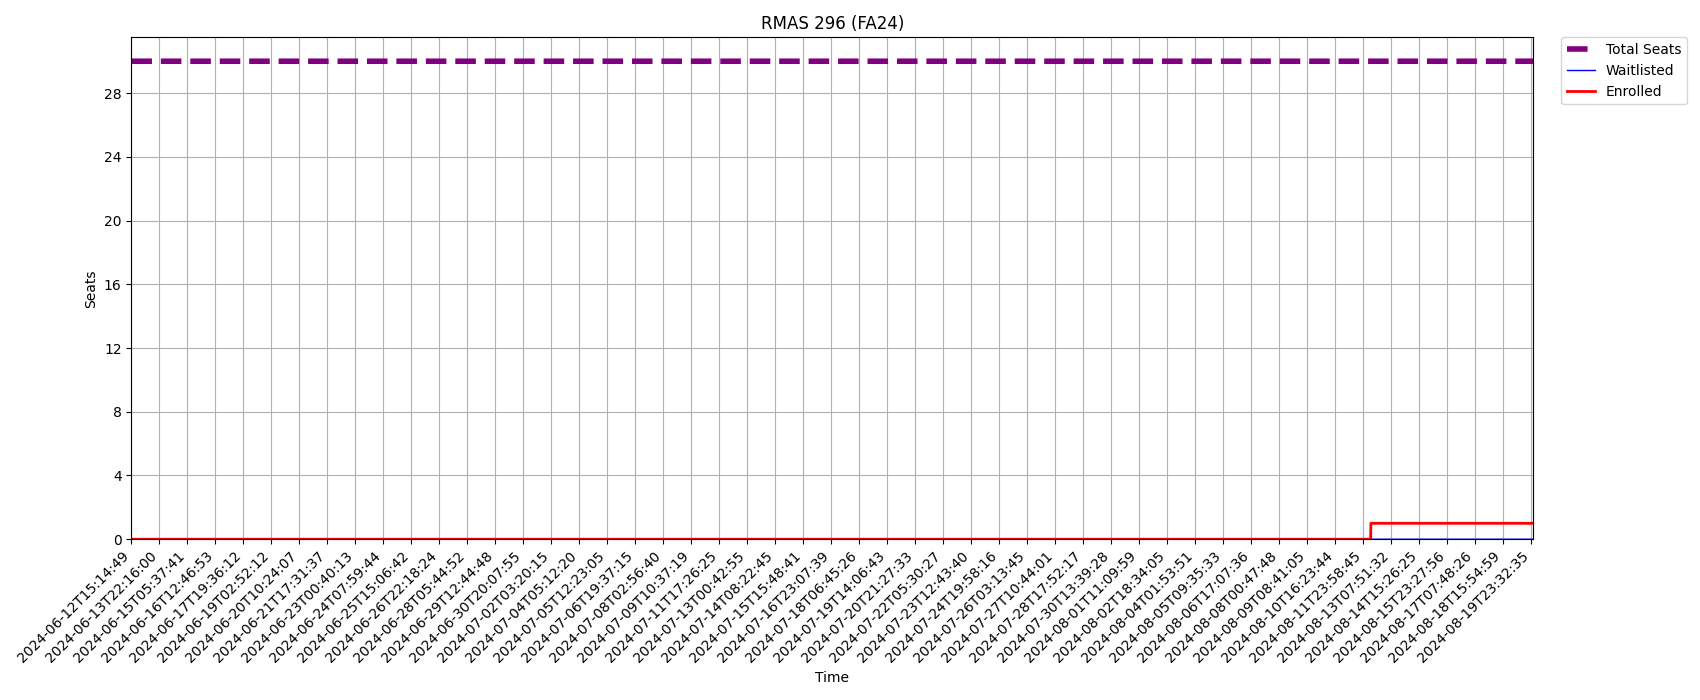 RMAS 296 (FA24)
Total Seats
Waitlisted
Enrolled
28
24
20
16
12
8
4
0
Seats
2024-06-12T15:14:49
2024-06-13T22:16:00
2024-06-15T05:37:41
2024-06-16T12:46:53
2024-06-17T19:36:12
2024-06-19T02:52:12
2024-06-20T10:24:07
2024-06-21T17:31:37
2024-06-23T00:40:13
2024-06-24T07:59:44
2024-06-25T15:06:42
2024-06-26T22:18:24
2024-06-28T05:44:52
2024-06-29T12:44:48
2024-06-30T20:07:55
2024-07-02T03:20:15
2024-07-04T05:12:20
2024-07-05T12:23:05
2024-07-06T19:37:15
2024-07-08T02:56:40
2024-07-09T10:37:19
2024-07-11T17:26:25
2024-07-13T00:42:55
2024-07-14T08:22:45
2024-07-15T15:48:41
2024-07-16T23:07:39
2024-07-18T06:45:26
2024-07-19T14:06:43
2024-07-20T21:27:33
2024-07-22T05:30:27
2024-07-23T12:43:40
2024-07-24T19:58:16
2024-07-26T03:13:45
2024-07-27T10:44:01
2024-07-28T17:52:17
2024-07-30T13:39:28
2024-08-01T11:09:59
2024-08-02T18:34:05
2024-08-04T01:53:51
2024-08-05T09:35:33
2024-08-06T17:07:36
2024-08-08T00:47:48
2024-08-09T08:41:05
2024-08-10T16:23:44
2024-08-11T23:58:45
2024-08-13T07:51:32
2024-08-14T15:26:25
2024-08-15T23:27:56
2024-08-17T07:48:26
2024-08-18T15:54:59
2024-08-19T23:32:35
Time